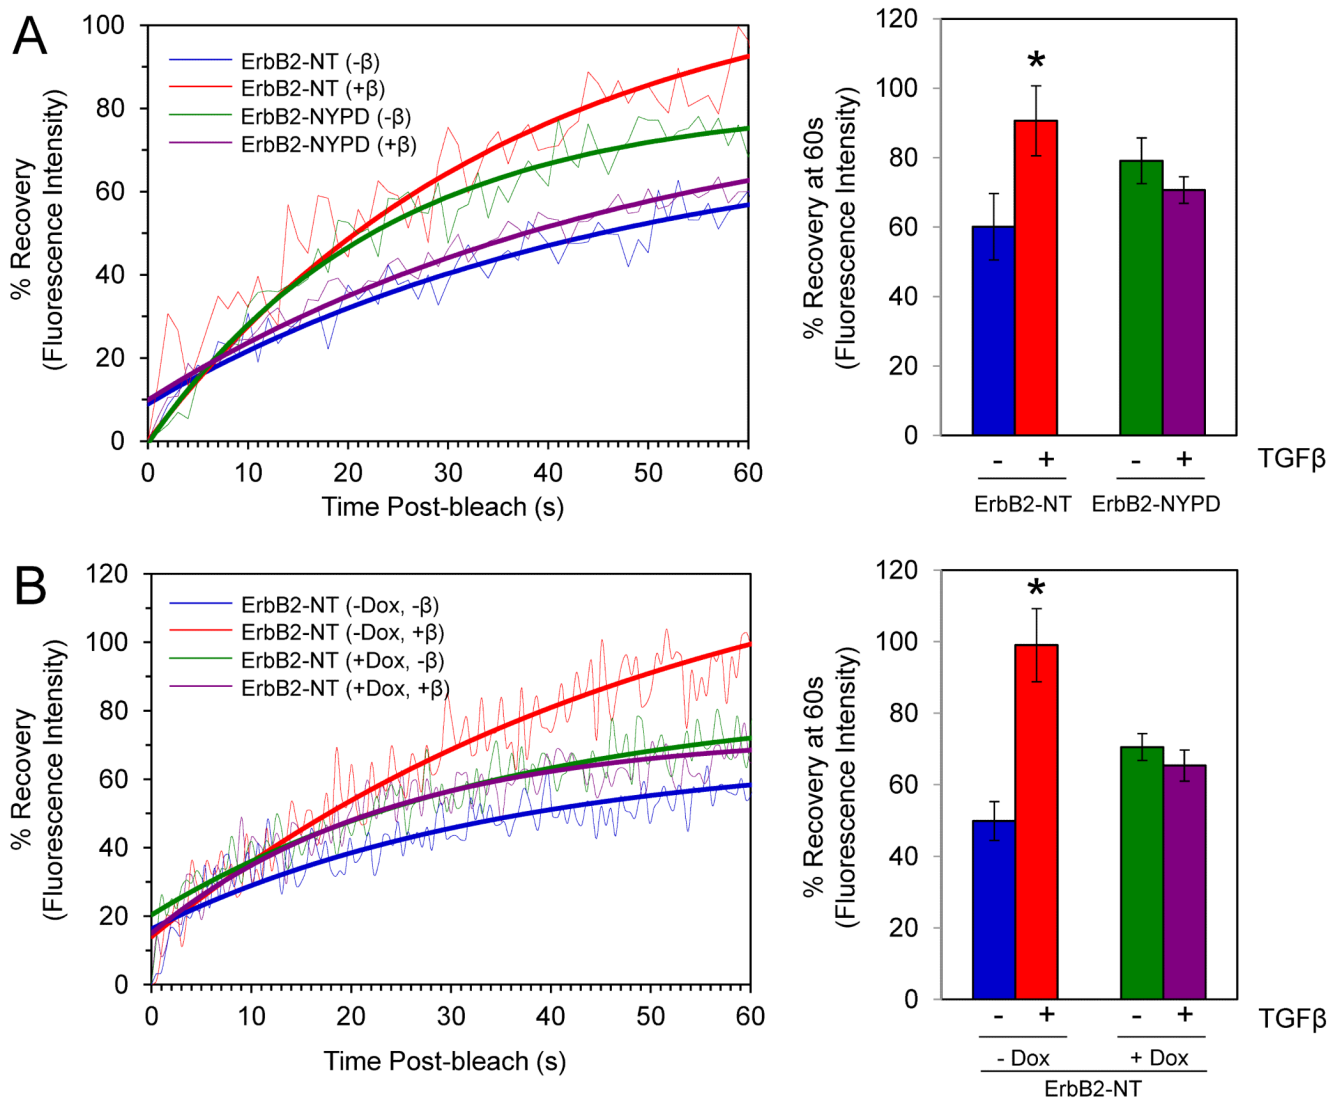 A
% Recovery
(Fluorescence Intensity)
100
80
60
40
20
0
ErbB2-NT (-β)
ErbB2-NT (+β)
ErbB2-NYPD (-β)
ErbB2-NYPD (+β)
0 10 20 30 40 50 60
Time Post-bleach (s)
% Recovery at 60s
(Fluorescence Intensity)
120
100
80
60
40
20
0
*
- + - + TGFβ
ErbB2-NT ErbB2-NYPD
B
% Recovery
(Fluorescence Intensity)
120
100
80
60
40
20
0
ErbB2-NT (-Dox, -β)
ErbB2-NT (-Dox, +β)
ErbB2-NT (+Dox, -β)
ErbB2-NT (+Dox, +β)
0 10 20 30 40 50 60
Time Post-bleach (s)
% Recovery at 60s
(Fluorescence Intensity)
120
100
80
60
40
20
0
*
- + - + TGFβ
- Dox + Dox
ErbB2-NT